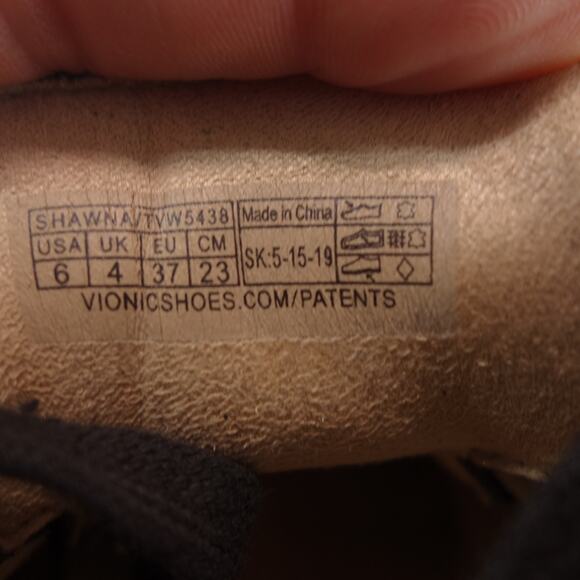 SHAWNA/TVW5438 Made in China
USA UK EU CM
6 4 37 23
SK:5-15-19
VIONICSHOES.COM/PATENTS